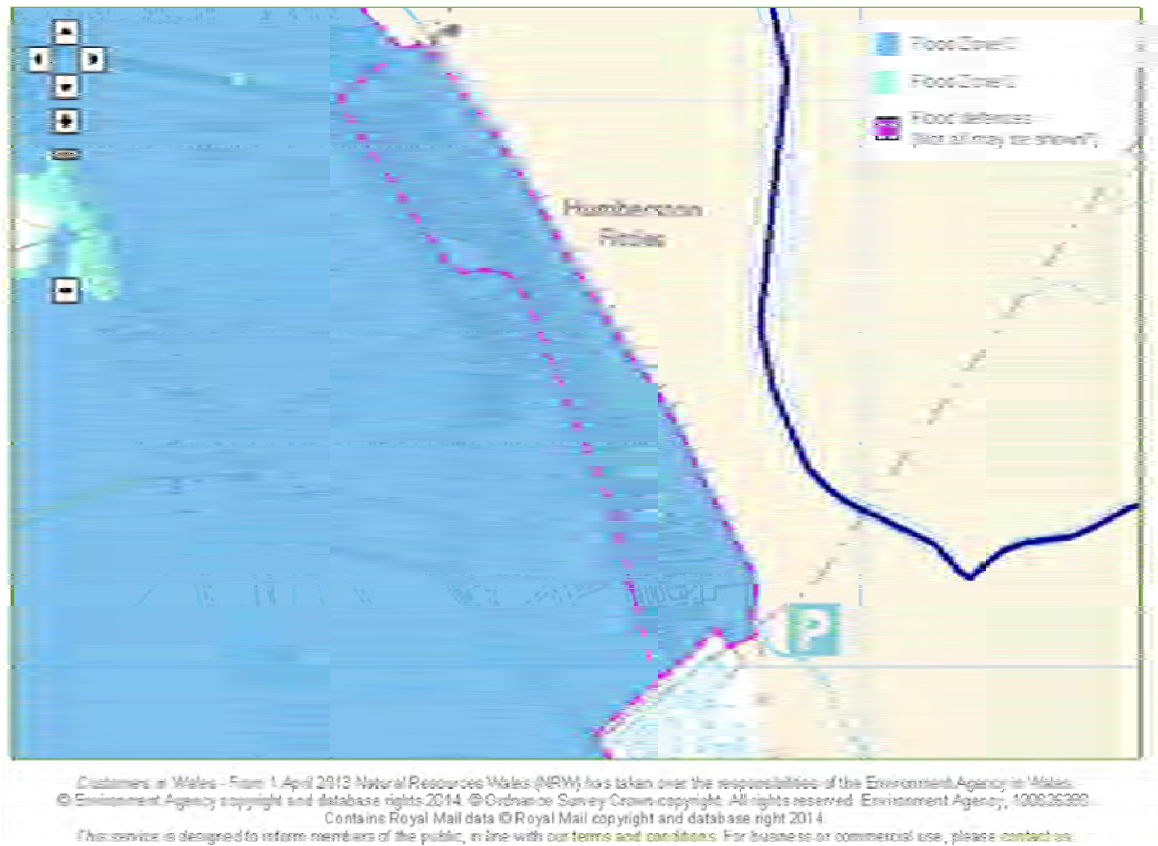 Flood Zone
Flood Zone 2
Flood defences
(Not all may be shown*)
Humberston
Fitties
Customers in Wales - From 1 April 2013 Natural Resources Wales (NRW) has taken over the responsibilities of the Environment Agency in Wales.
© Environment Agency copyright and database rights 2014. © Ordnance Survey Crown copyright. All rights reserved. Environment Agency, 100026380.
Contains Royal Mail data © Royal Mail copyright and database right 2014.
This service is designed to inform members of the public, in line with our terms and conditions. For business or commercial use, please contact us.